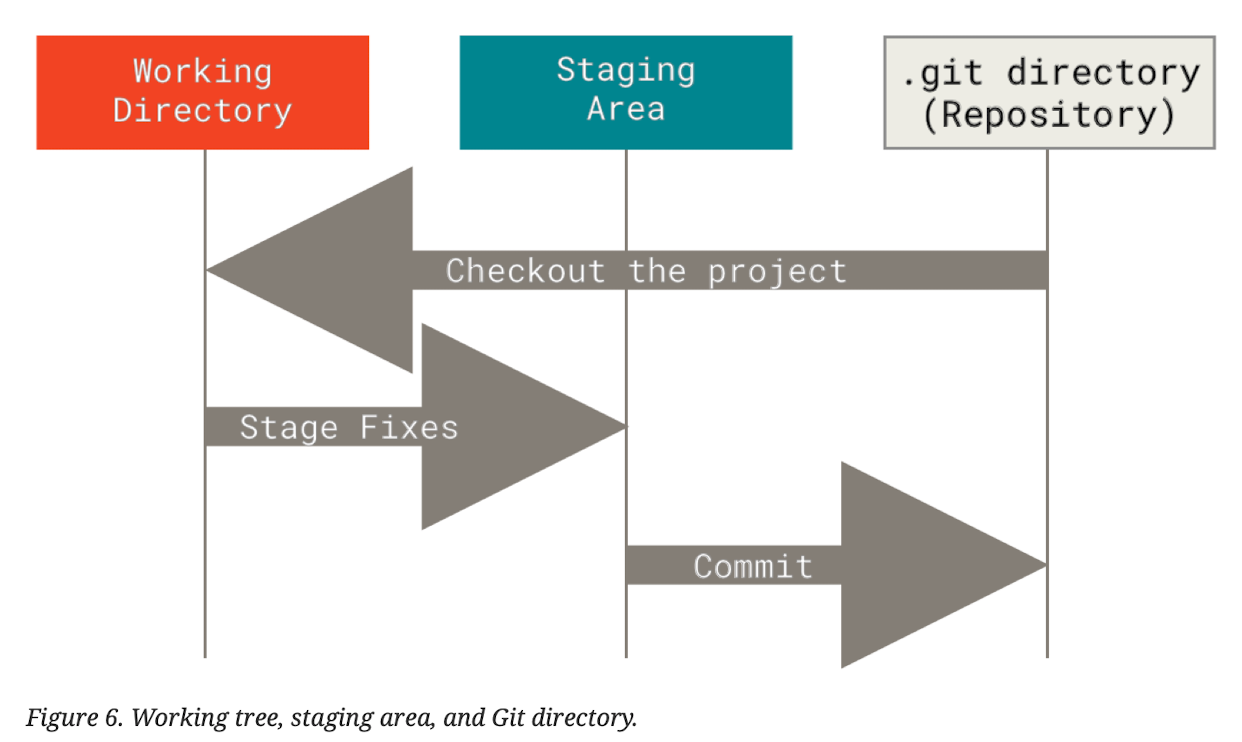 Working
Directory
Staging
Area
.git directory
(Repository)
Checkout the project
Stage Fixes
Commit
Figure 6. Working tree, staging area, and Git directory.